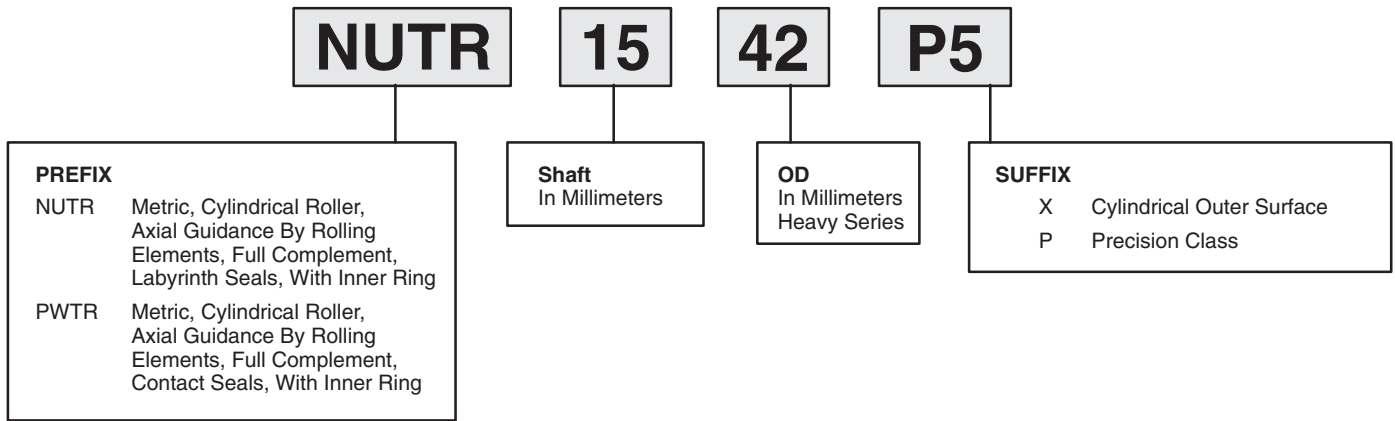 NUTR 15 42 P5
PREFIX
NUTR Metric, Cylindrical Roller,
Axial Guidance By Rolling
Elements, Full Complement,
Labyrinth Seals, With Inner Ring
PWTR Metric, Cylindrical Roller,
Axial Guidance By Rolling
Elements, Full Complement,
Contact Seals, With Inner Ring
Shaft
In Millimeters
OD
In Millimeters
Heavy Series
SUFFIX
X Cylindrical Outer Surface
P Precision Class